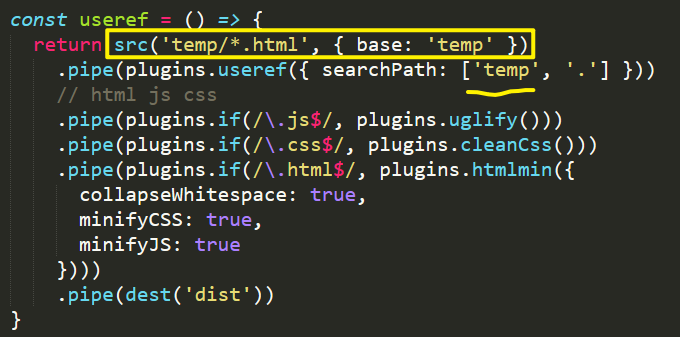 const useref = () => {
  return src('temp/*.html', { base: 'temp' })
    .pipe(plugins.useref({ searchPath: ['temp', '.'] }))
    // html js css
    .pipe(plugins.if(/\.js$/, plugins.uglify()))
    .pipe(plugins.if(/\.css$/, plugins.cleanCss()))
    .pipe(plugins.if(/\.html$/, plugins.htmlmin({
      collapseWhitespace: true,
      minifyCSS: true,
      minifyJS: true
    })))
    .pipe(dest('dist'))
}